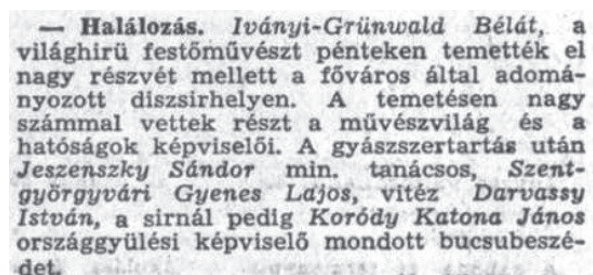 — Halálozás. Iványi-Grünwald Bélát, a
világhirü festőművészt pénteken temették el
nagy részvét mellett a főváros által adomá-
nyozott diszsirhelyen. A temetésen nagy
számmal vettek részt a művészvilág és a
hatóságok képviselői. A gyászszertartás után
Jeszenszky Sándor min. tanácsos, Szent-
györgyvári Gyenes Lajos, vitéz Darvassy
István, a sirnál pedig Koródy Katona János
országgyülési képviselő mondott bucsubeszé-
det.